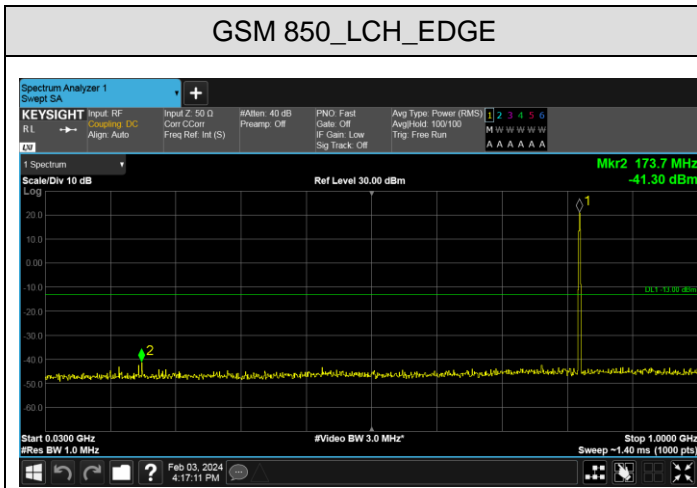 GSM 850_LCH_EDGE
Spectrum Analyzer 1
Swept SA
+
KEYSIGHT Input: RF Input Z: 50 Ω #Atten: 40 dB PNO: Fast Avg Type: Power (RMS) 1 2 3 4 5 6
RL Coupling: DC Corr CCorr Preamp: Off Gate: Off Avg|Hold: 100/100 M W W W W W
Align: Auto Freq Ref: Int (S) IF Gain: Low Trig: Free Run
LXI Sig Track: Off A A A A A A
1 Spectrum
Mkr2 173.7 MHz
Scale/Div 10 dB Ref Level 30.00 dBm -41.30 dBm
Log
1
20.0
10.0
0.00
-10.0
DL1 -13.00 dBm
-20.0
-30.0
2
-40.0
-50.0
-60.0
Start 0.0300 GHz #Video BW 3.0 MHz* Stop 1.0000 GHz
#Res BW 1.0 MHz Sweep ~1.40 ms (1000 pts)
? Feb 03, 2024
4:17:11 PM